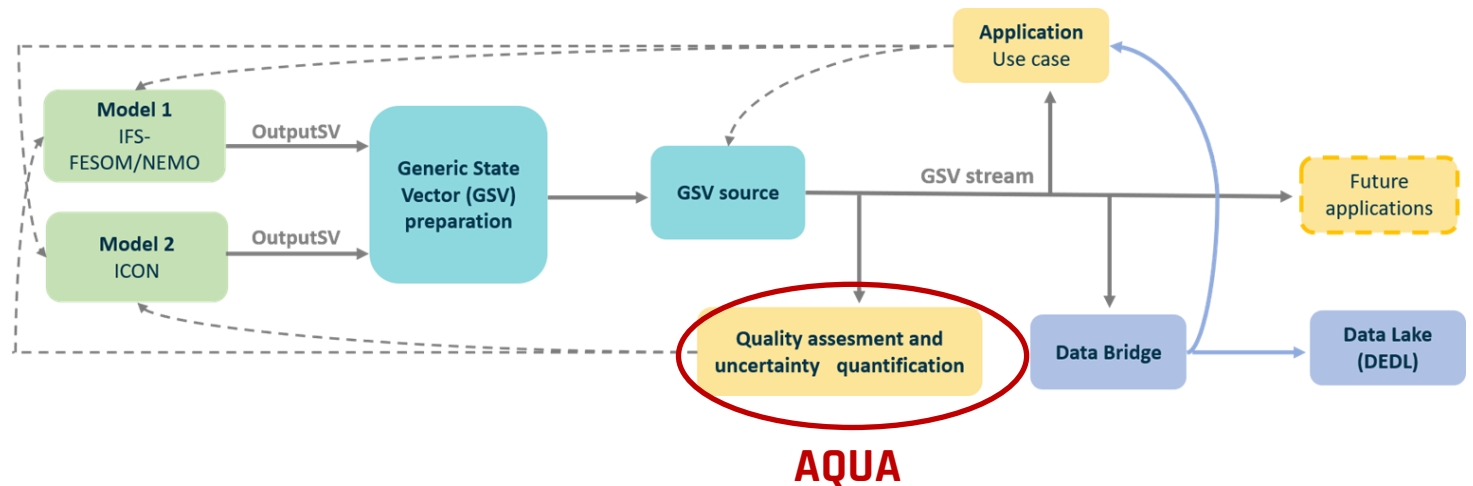 Application
Use case
Model 1
IFS-
FESOM/NEMO
OutputSV
Generic State
Vector (GSV)
preparation
GSV source
GSV stream
Future
applications
Model 2
ICON
OutputSV
Quality assesment and
uncertainty quantification
Data Bridge
Data Lake
(DEDL)
AQUA